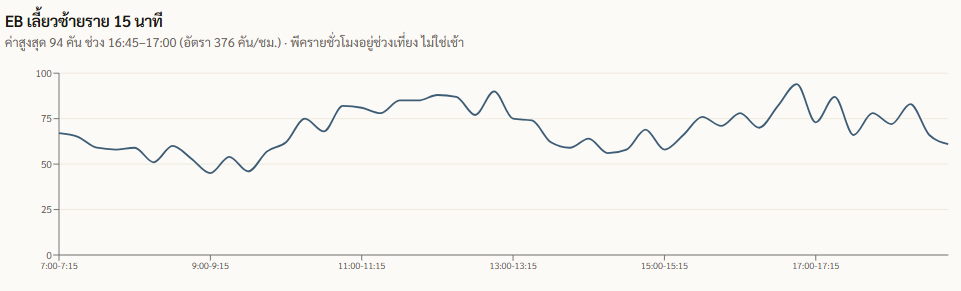 EB เลี้ยวซ้ายราย 15 นาที
ค่าสูงสุด 94 คัน ช่วง 16:45–17:00 (อัตรา 376 คัน/ชม.) · พีครายชั่วโมงอยู่ช่วงเที่ยง ไม่ใช่เช้า
100
75
50
25
0
7:00-7:15 9:00-9:15 11:00-11:15 13:00-13:15 15:00-15:15 17:00-17:15